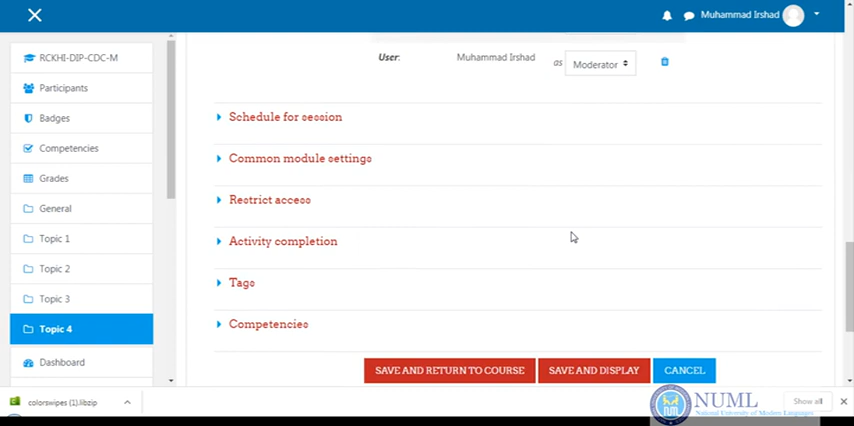 Muhammad Irshad
RCKHI-DIP-CDC-M
Participants
Badges
Competencies
Grades
General
Topic 1
Topic 2
Topic 3
Topic 4
Dashboard
User:
Muhammad Irshad
as
Moderator
Schedule for session
Common module settings
Restrict access
Activity completion
Tags
Competencies
SAVE AND RETURN TO COURSE
SAVE AND DISPLAY
CANCEL
colorswipes (1).libzip
NUML
National University of Modern Languages
Show all